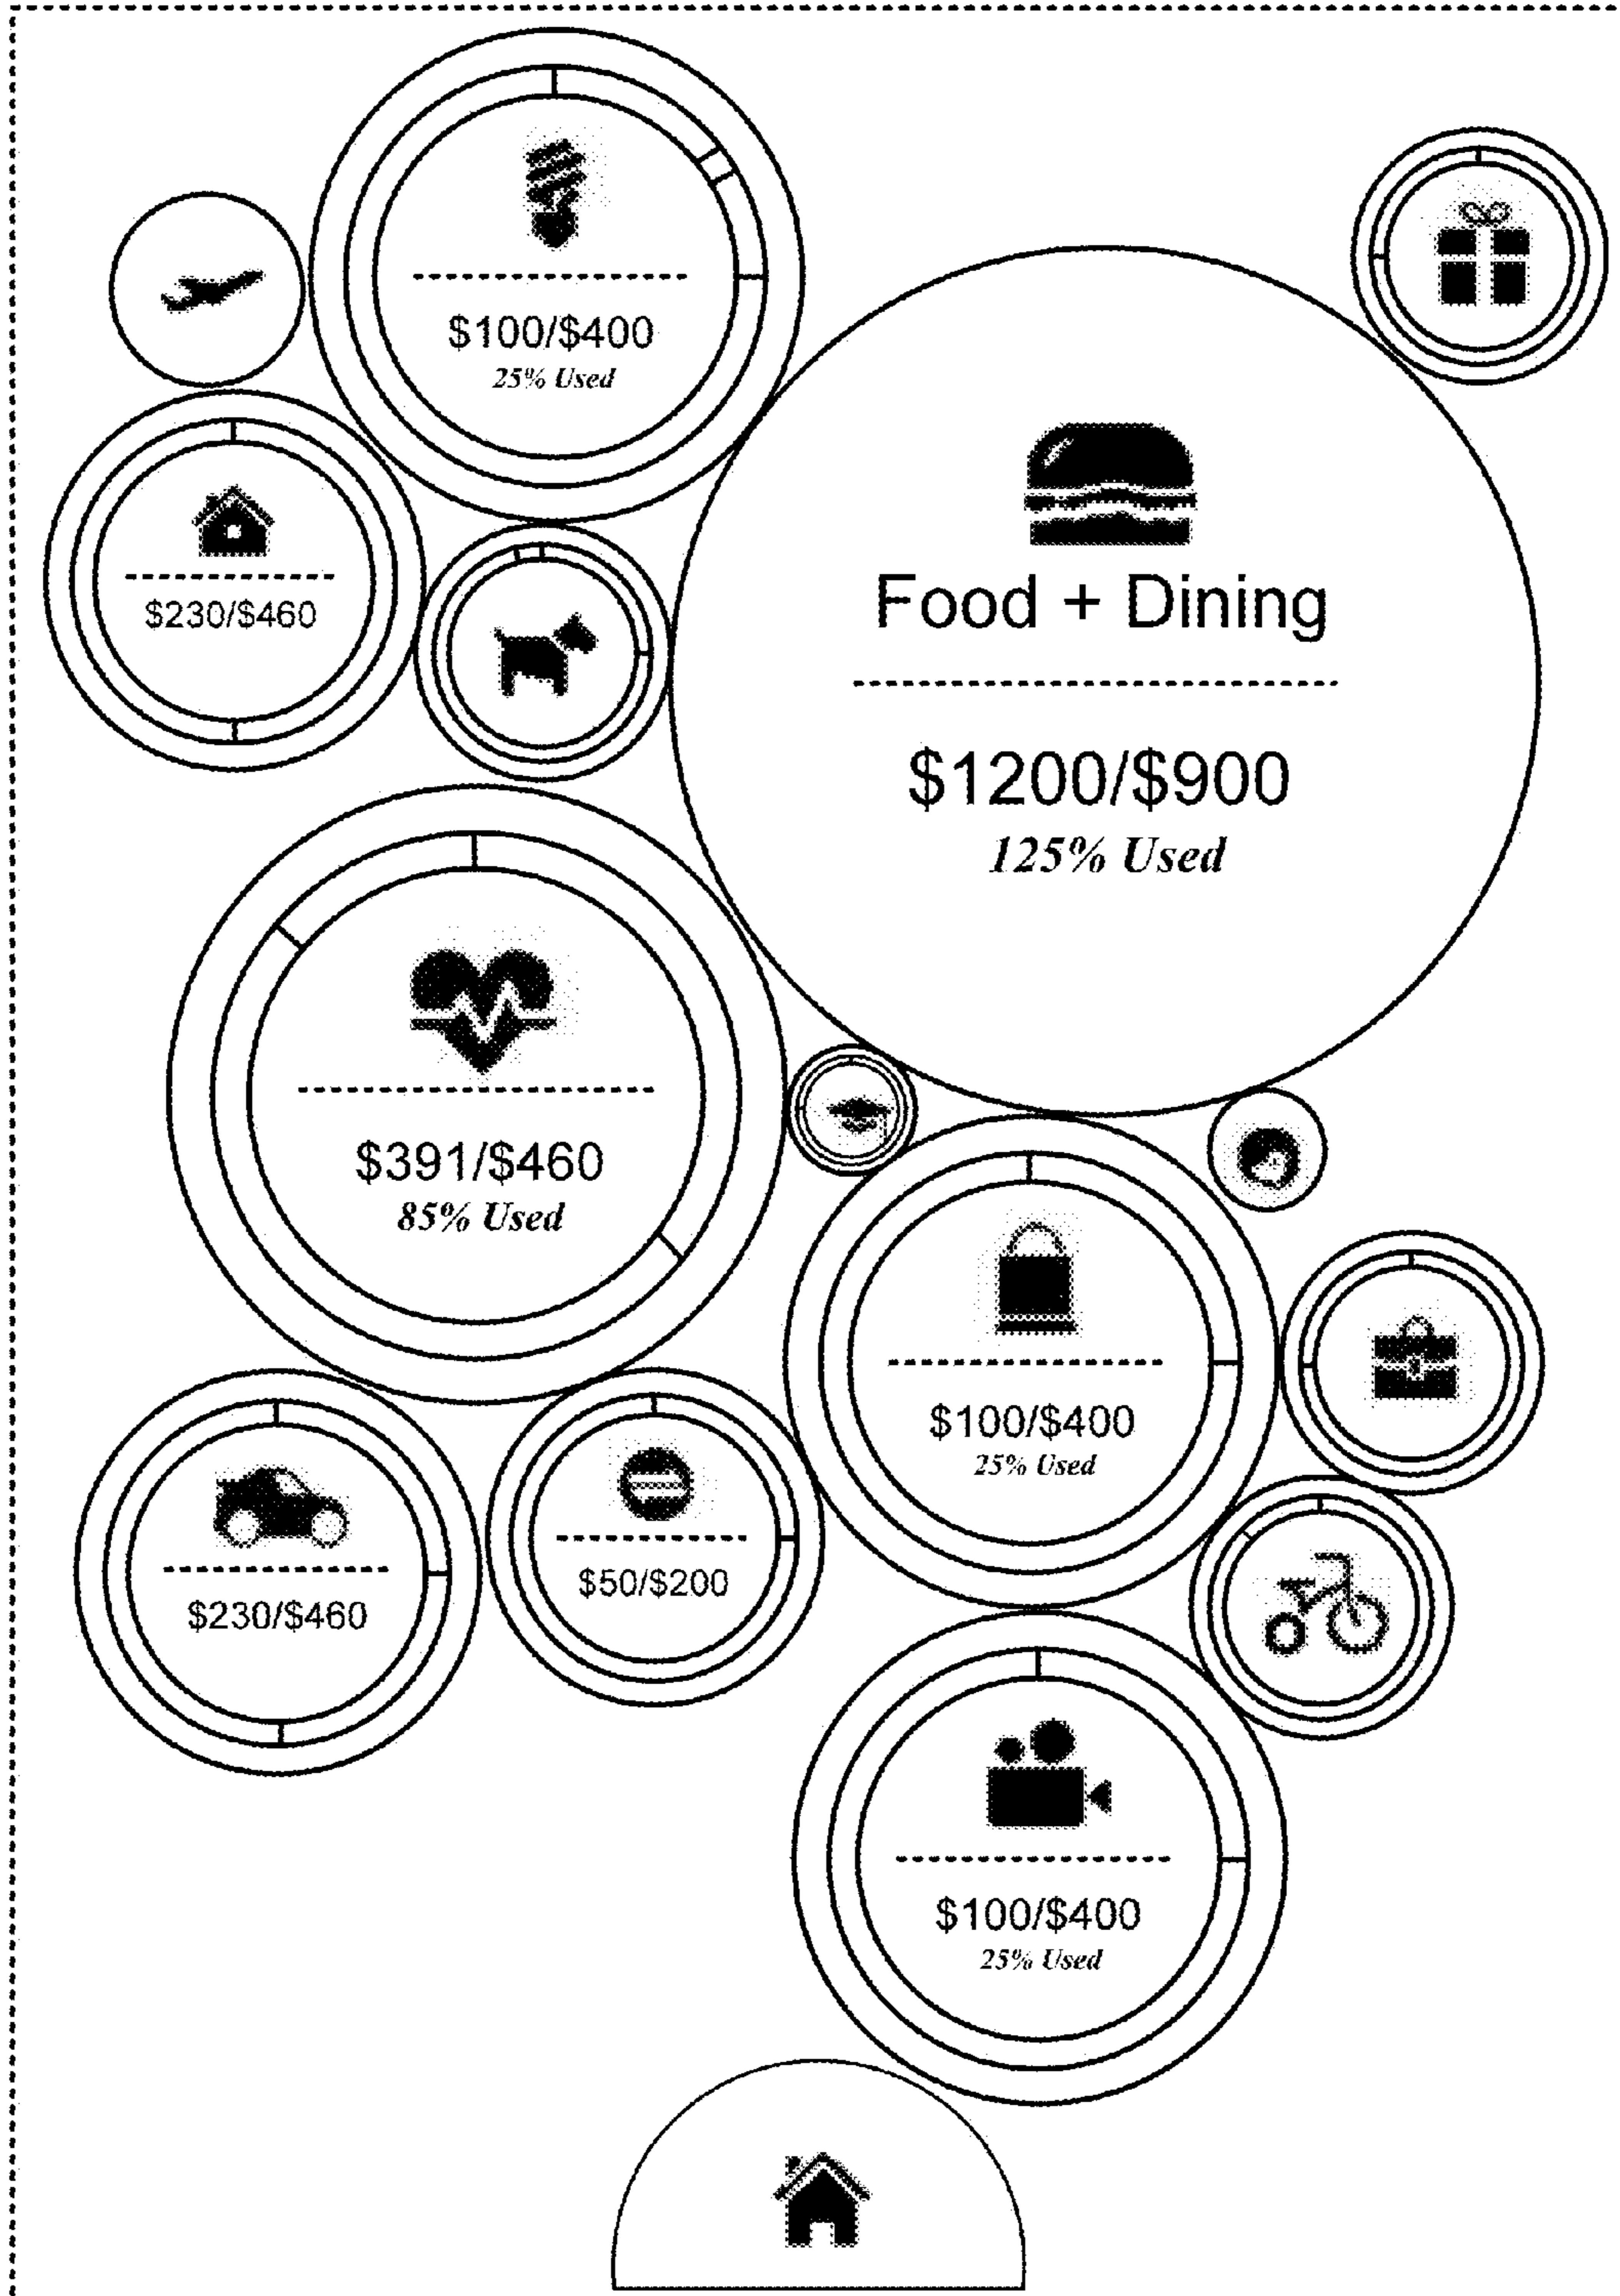 $100/$400
25% Used
$230/$460
Food + Dining
$1200/$900
125% Used
$391/$460
85% Used
$100/$400
25% Used
$230/$460
$50/$200
$100/$400
25% Used